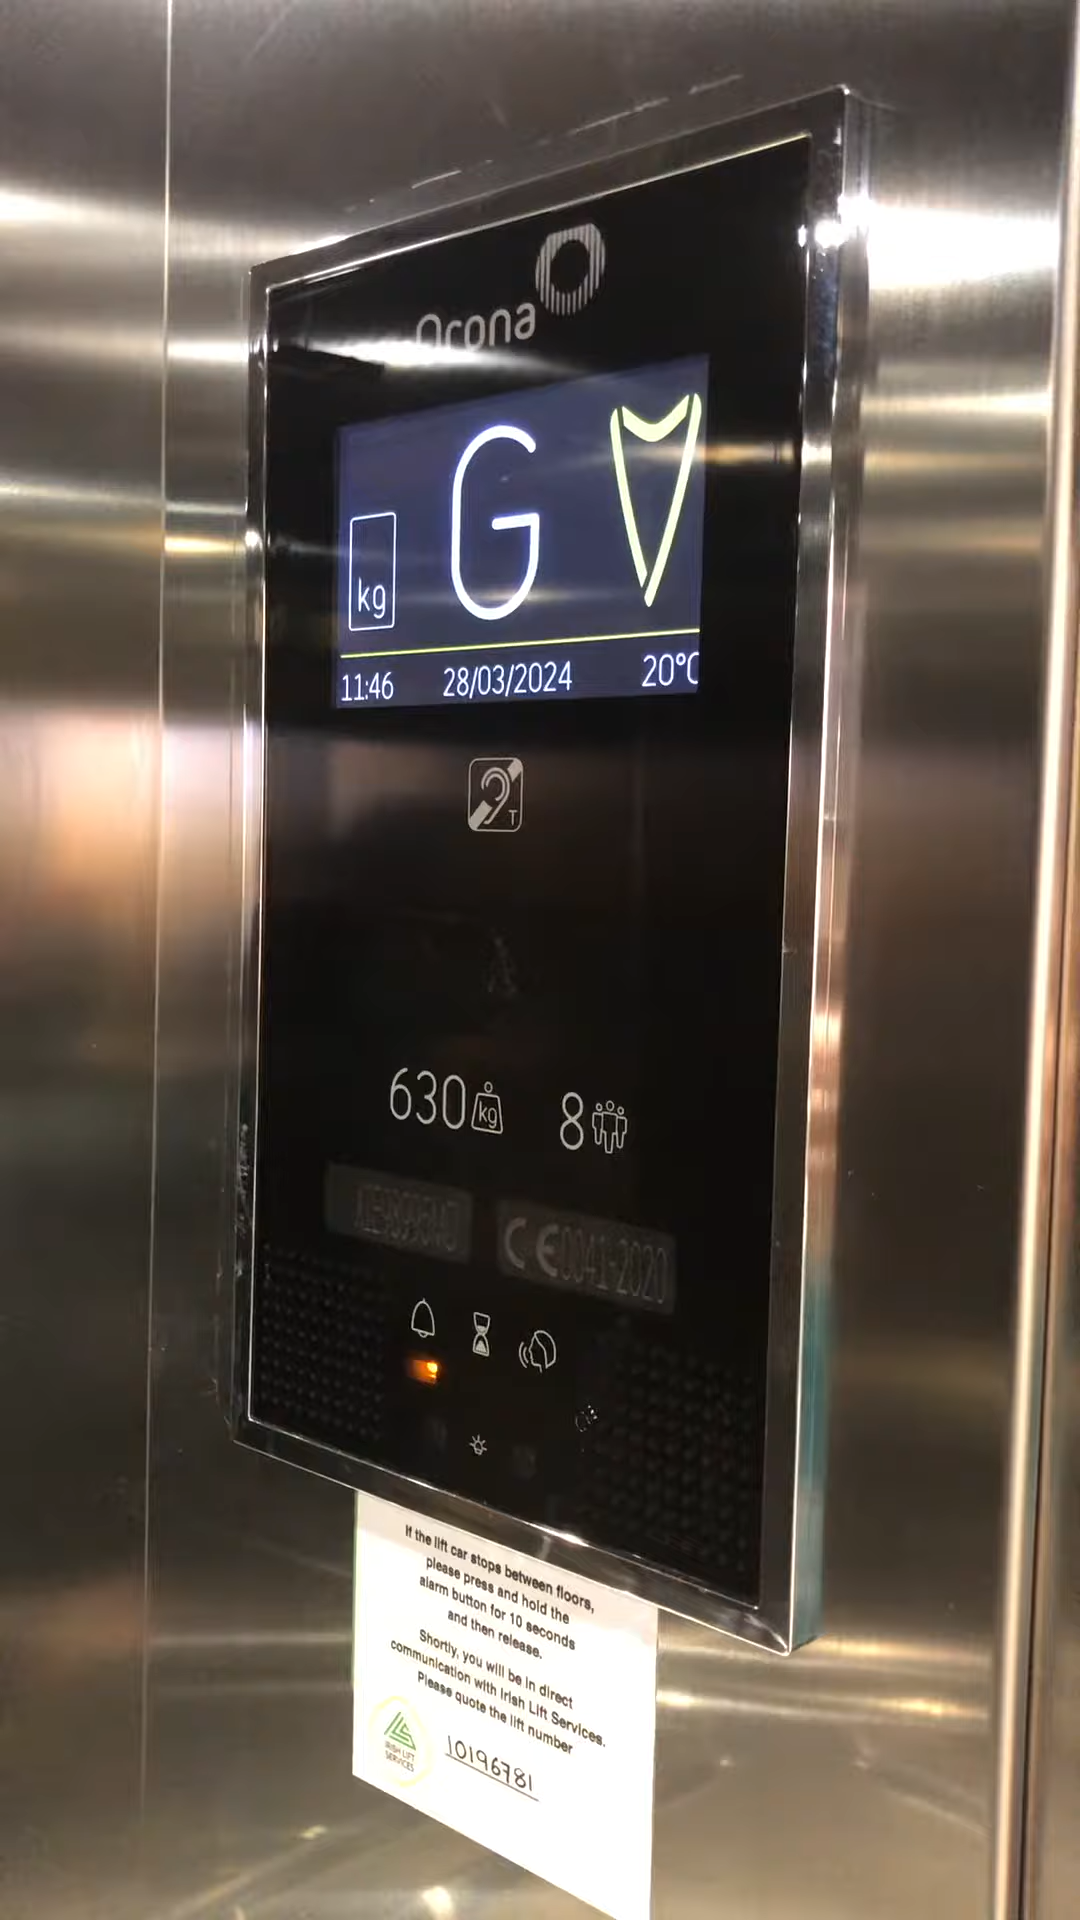 Orona
G
kg
11:46 28/03/2024 20°C
T
630 kg 8
CE0041-2020
If the lift car stops between floors,
please press and hold the
alarm button for 10 seconds
and then release.
Shortly, you will be in direct
communication with Irish Lift Services.
Please quote the lift number
10196781
IRISH LIFT
SERVICES